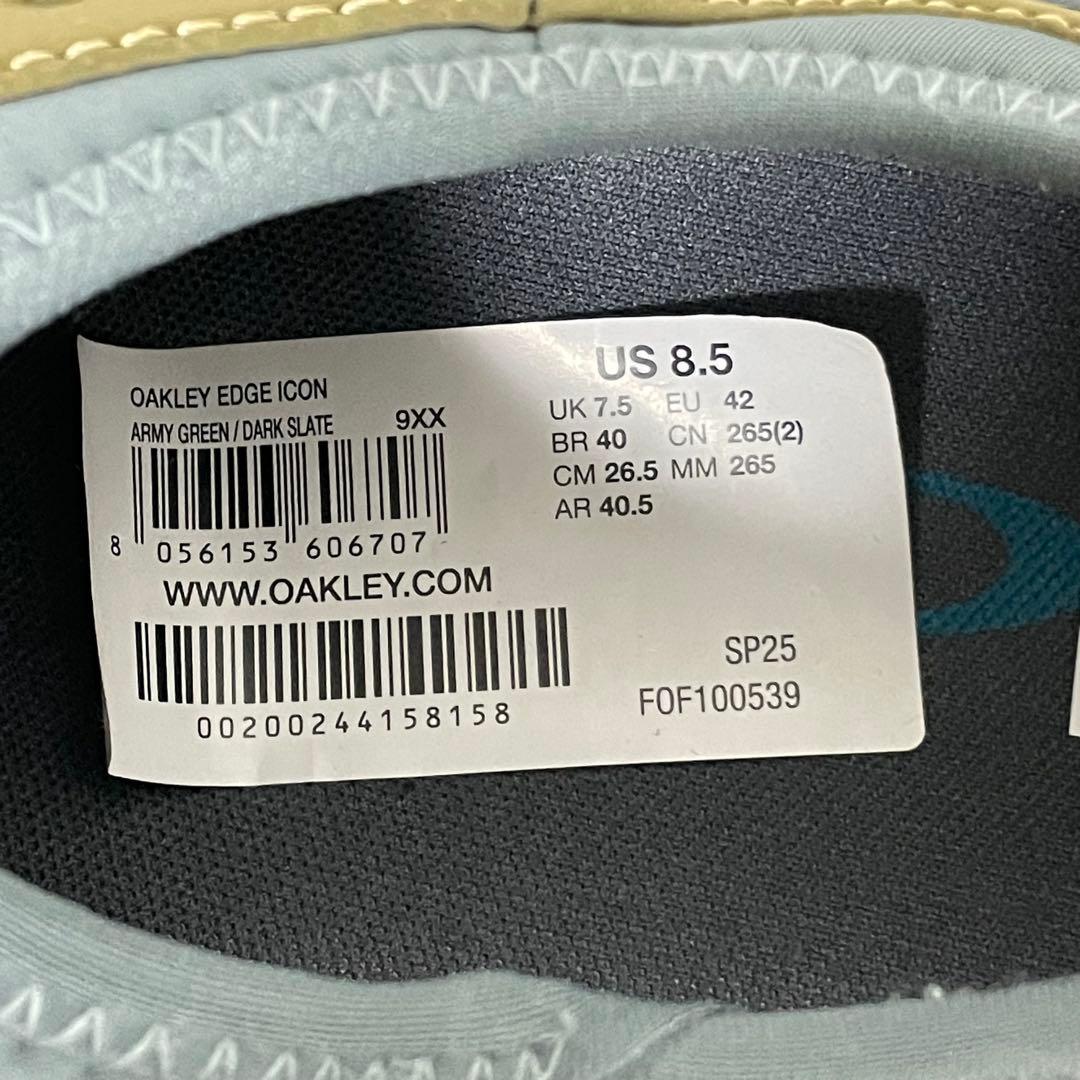 OAKLEY EDGE ICON
ARMY GREEN / DARK SLATE 9XX
8 056153 606707
WWW.OAKLEY.COM
00200244158158
US 8.5
UK 7.5 EU 42
BR 40 CN 265(2)
CM 26.5 MM 265
AR 40.5
SP25
F0F100539